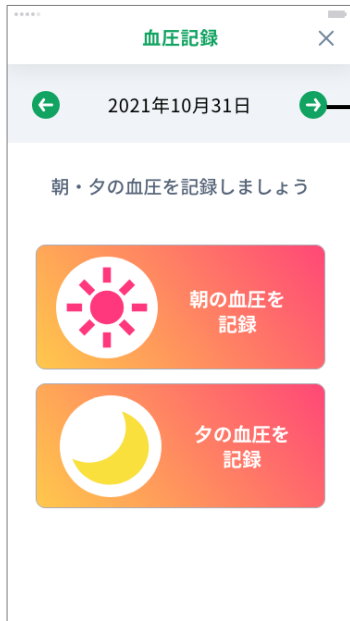 血圧記録
2021年10月31日
朝・夕の血圧を記録しましょう
朝の血圧を
記録
夕の血圧を
記録